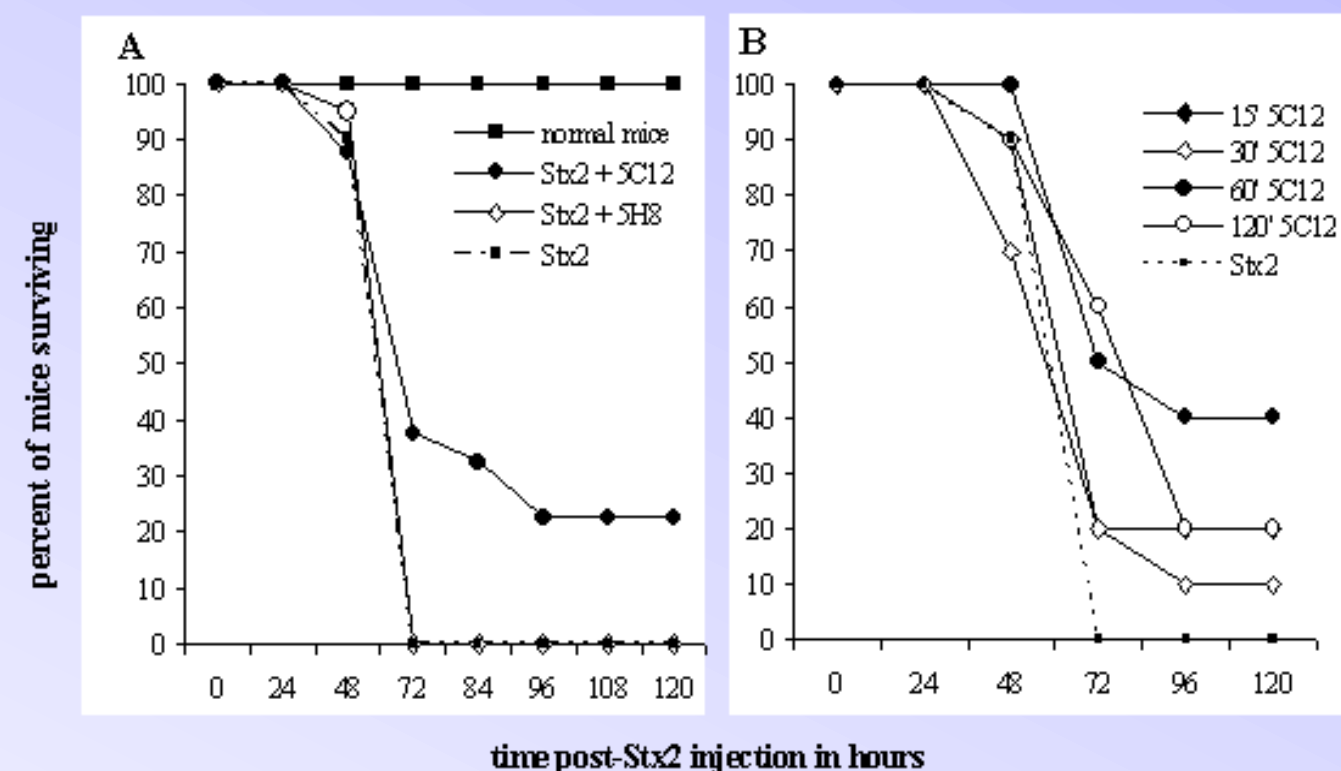 A
100
90
80
70
60
50
40
30
20
10
0
0 24 48 72 84 96 108 120
normal mice
Stx2 + 5C12
Stx2 + 5H8
Stx2
B
100
90
80
70
60
50
40
30
20
10
0
0 24 48 72 96 120
15' 5C12
30' 5C12
60' 5C12
120' 5C12
Stx2
percent of mice surviving
time post-Stx2 injection in hours